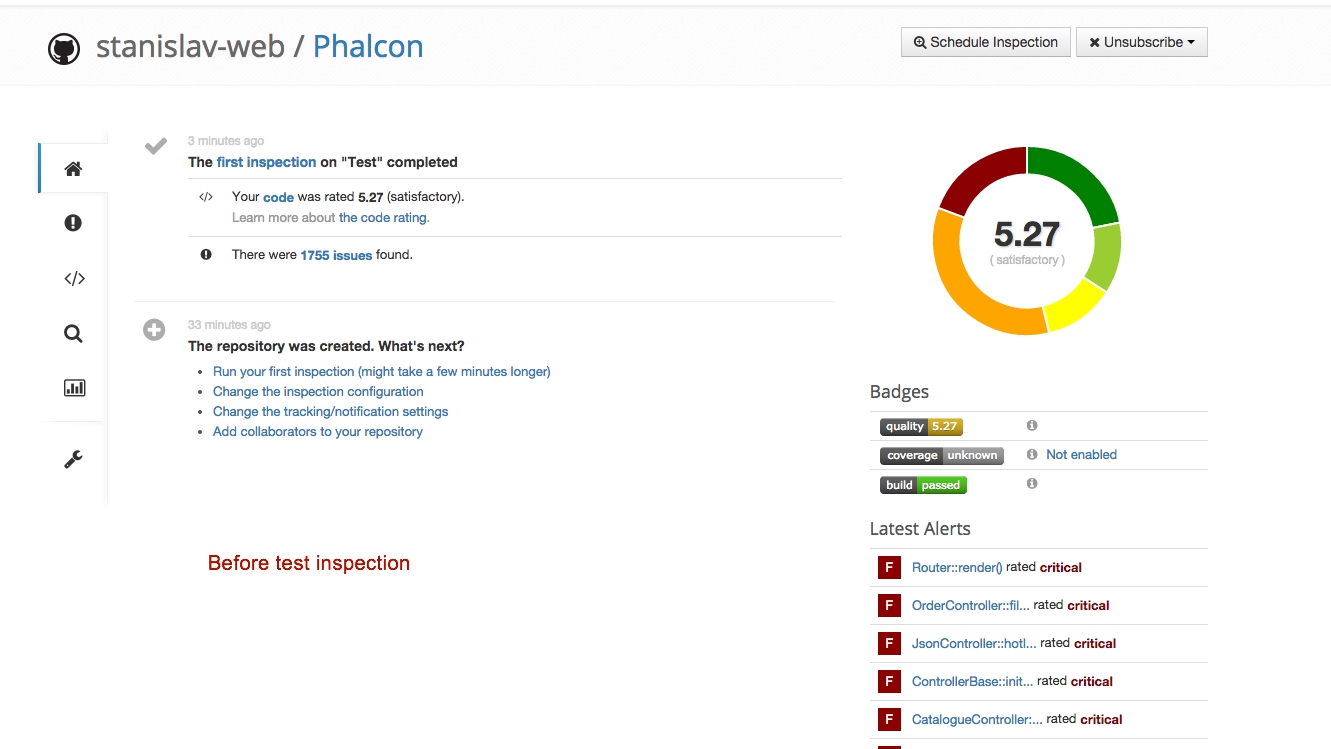 stanislav-web / Phalcon
Schedule Inspection
Unsubscribe
3 minutes ago
The first inspection on "Test" completed
Your code was rated 5.27 (satisfactory).
Learn more about the code rating.
There were 1755 issues found.
33 minutes ago
The repository was created. What's next?
Run your first inspection (might take a few minutes longer)
Change the inspection configuration
Change the tracking/notification settings
Add collaborators to your repository
Before test inspection
5.27
( satisfactory )
Badges
quality 5.27
coverage unknown Not enabled
build passed
Latest Alerts
F Router::render() rated critical
F OrderController::fil... rated critical
F JsonController::hotl... rated critical
F ControllerBase::init... rated critical
F CatalogueController:... rated critical